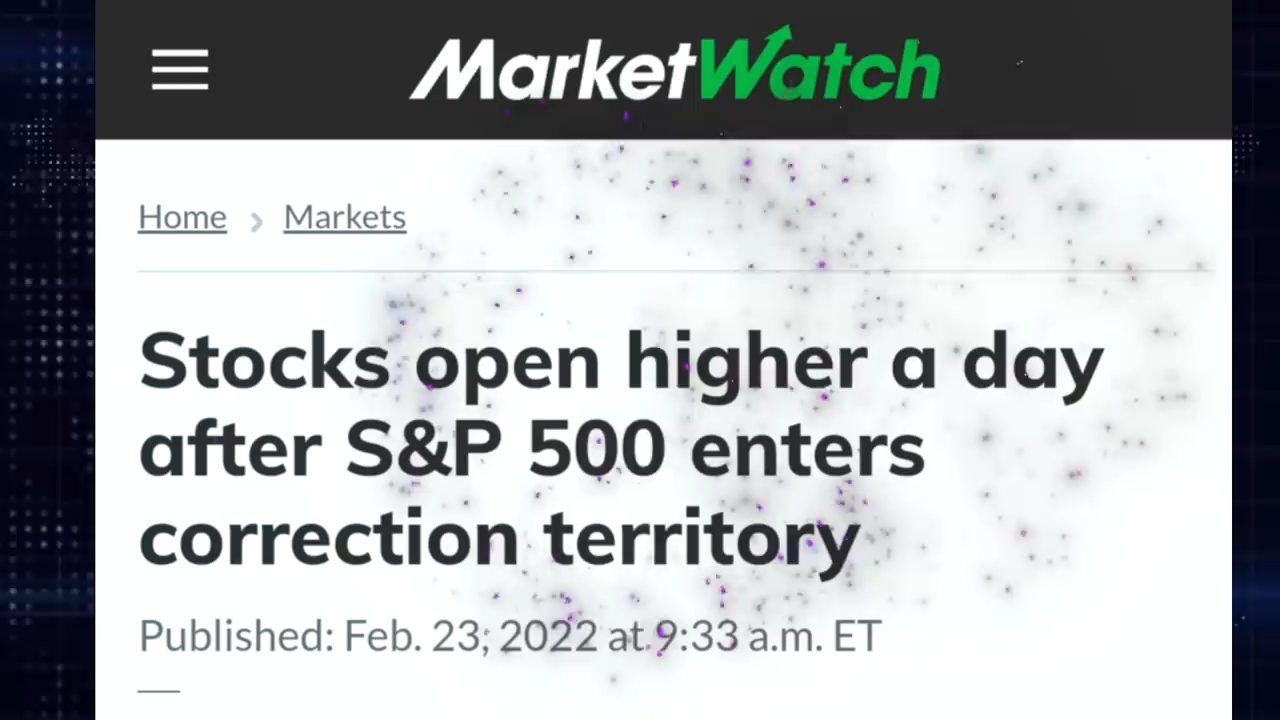 MarketWatch
Home > Markets
Stocks open higher a day
after S&P 500 enters
correction territory
Published: Feb. 23, 2022 at 9:33 a.m. ET